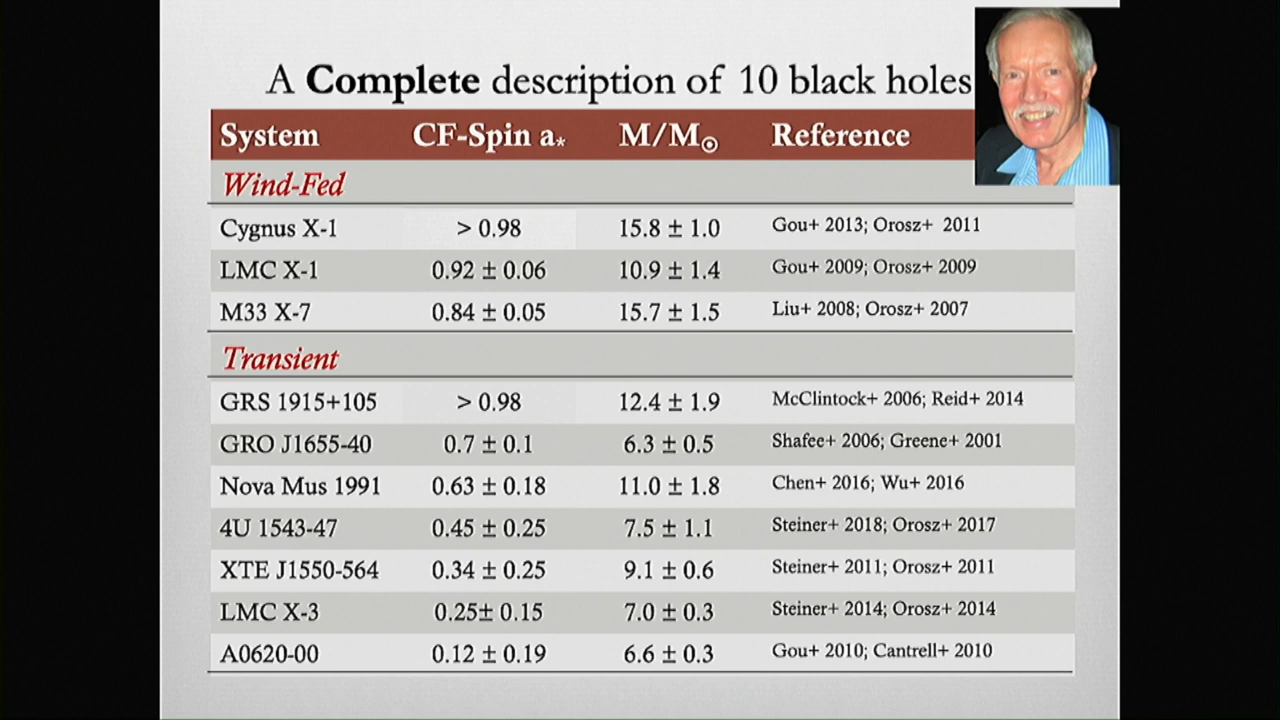 A Complete description of 10 black holes
System CF-Spin a* M/M☉ Reference
Wind-Fed
Cygnus X-1 > 0.98 15.8 ± 1.0 Gou+ 2013; Orosz+ 2011
LMC X-1 0.92 ± 0.06 10.9 ± 1.4 Gou+ 2009; Orosz+ 2009
M33 X-7 0.84 ± 0.05 15.7 ± 1.5 Liu+ 2008; Orosz+ 2007
Transient
GRS 1915+105 > 0.98 12.4 ± 1.9 McClintock+ 2006; Reid+ 2014
GRO J1655-40 0.7 ± 0.1 6.3 ± 0.5 Shafee+ 2006; Greene+ 2001
Nova Mus 1991 0.63 ± 0.18 11.0 ± 1.8 Chen+ 2016; Wu+ 2016
4U 1543-47 0.45 ± 0.25 7.5 ± 1.1 Steiner+ 2018; Orosz+ 2017
XTE J1550-564 0.34 ± 0.25 9.1 ± 0.6 Steiner+ 2011; Orosz+ 2011
LMC X-3 0.25± 0.15 7.0 ± 0.3 Steiner+ 2014; Orosz+ 2014
A0620-00 0.12 ± 0.19 6.6 ± 0.3 Gou+ 2010; Cantrell+ 2010